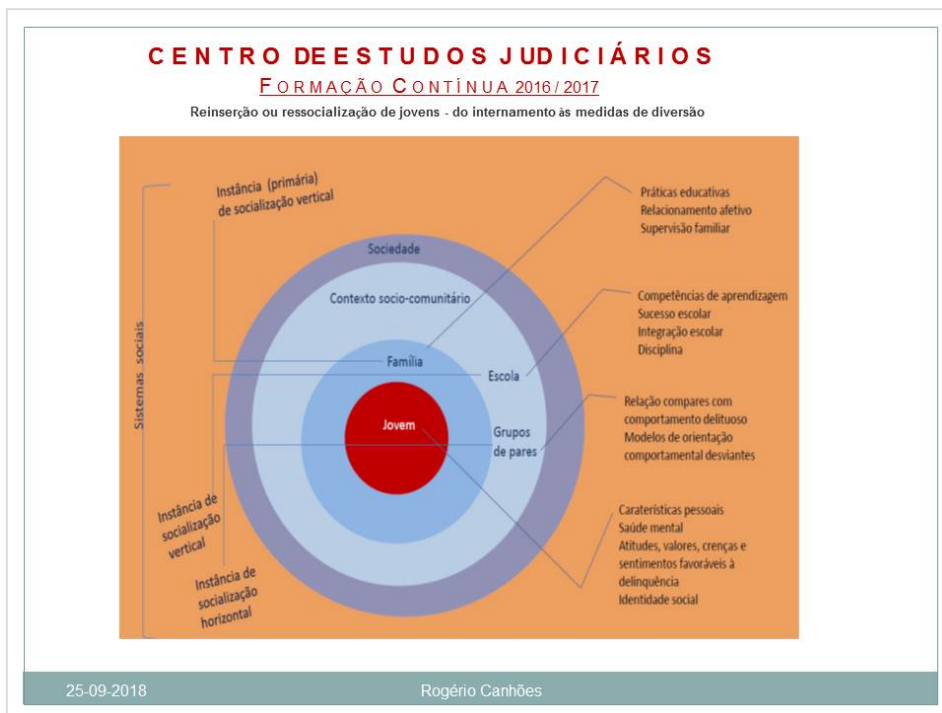 CENTRO DE ESTUDOS JUDICIÁRIOS
FORMAÇÃO CONTÍNUA 2016 / 2017
Reinserção ou ressocialização de jovens - do internamento às medidas de diversão
Instância (primária)
de socialização vertical
Práticas educativas
Relacionamento afetivo
Supervisão familiar
Sociedade
Contexto socio-comunitário
Competências de aprendizagem
Sucesso escolar
Integração escolar
Disciplina
Sistemas sociais
Família
Escola
Jovem
Grupos
de pares
Relação compares com
comportamento delituoso
Modelos de orientação
comportamental desviantes
Instância de
socialização
vertical
Instância de
socialização
horizontal
Caraterísticas pessoais
Saúde mental
Atitudes, valores, crenças e
sentimentos favoráveis à
delinquência
Identidade social
25-09-2018
Rogério Canhões